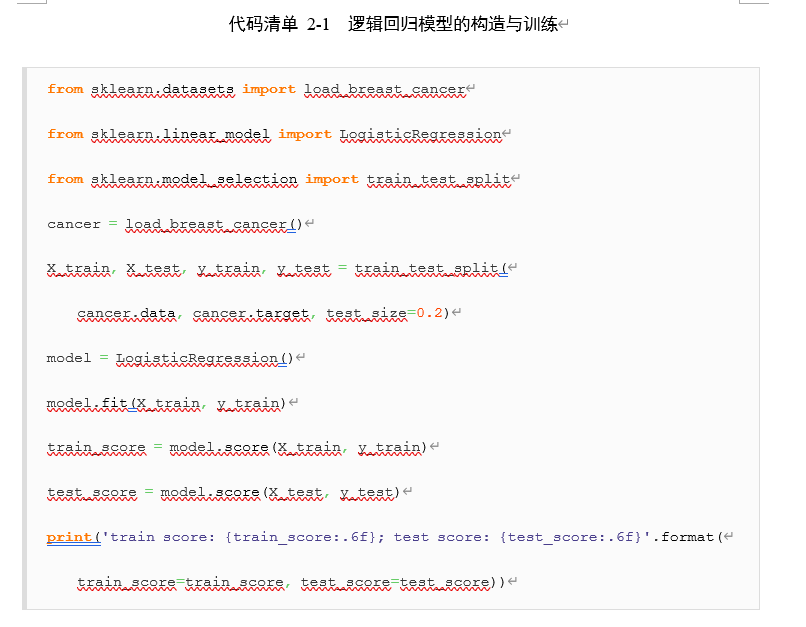 代码清单 2-1 逻辑回归模型的构造与训练
from sklearn.datasets import load_breast_cancer
from sklearn.linear_model import LogisticRegression
from sklearn.model_selection import train_test_split
cancer = load_breast_cancer()
X_train, X_test, y_train, y_test = train_test_split(
cancer.data, cancer.target, test_size=0.2)
model = LogisticRegression()
model.fit(X_train, y_train)
train_score = model.score(X_train, y_train)
test_score = model.score(X_test, y_test)
print('train score: {train_score:.6f}; test score: {test_score:.6f}'.format(
train_score=train_score, test_score=test_score))